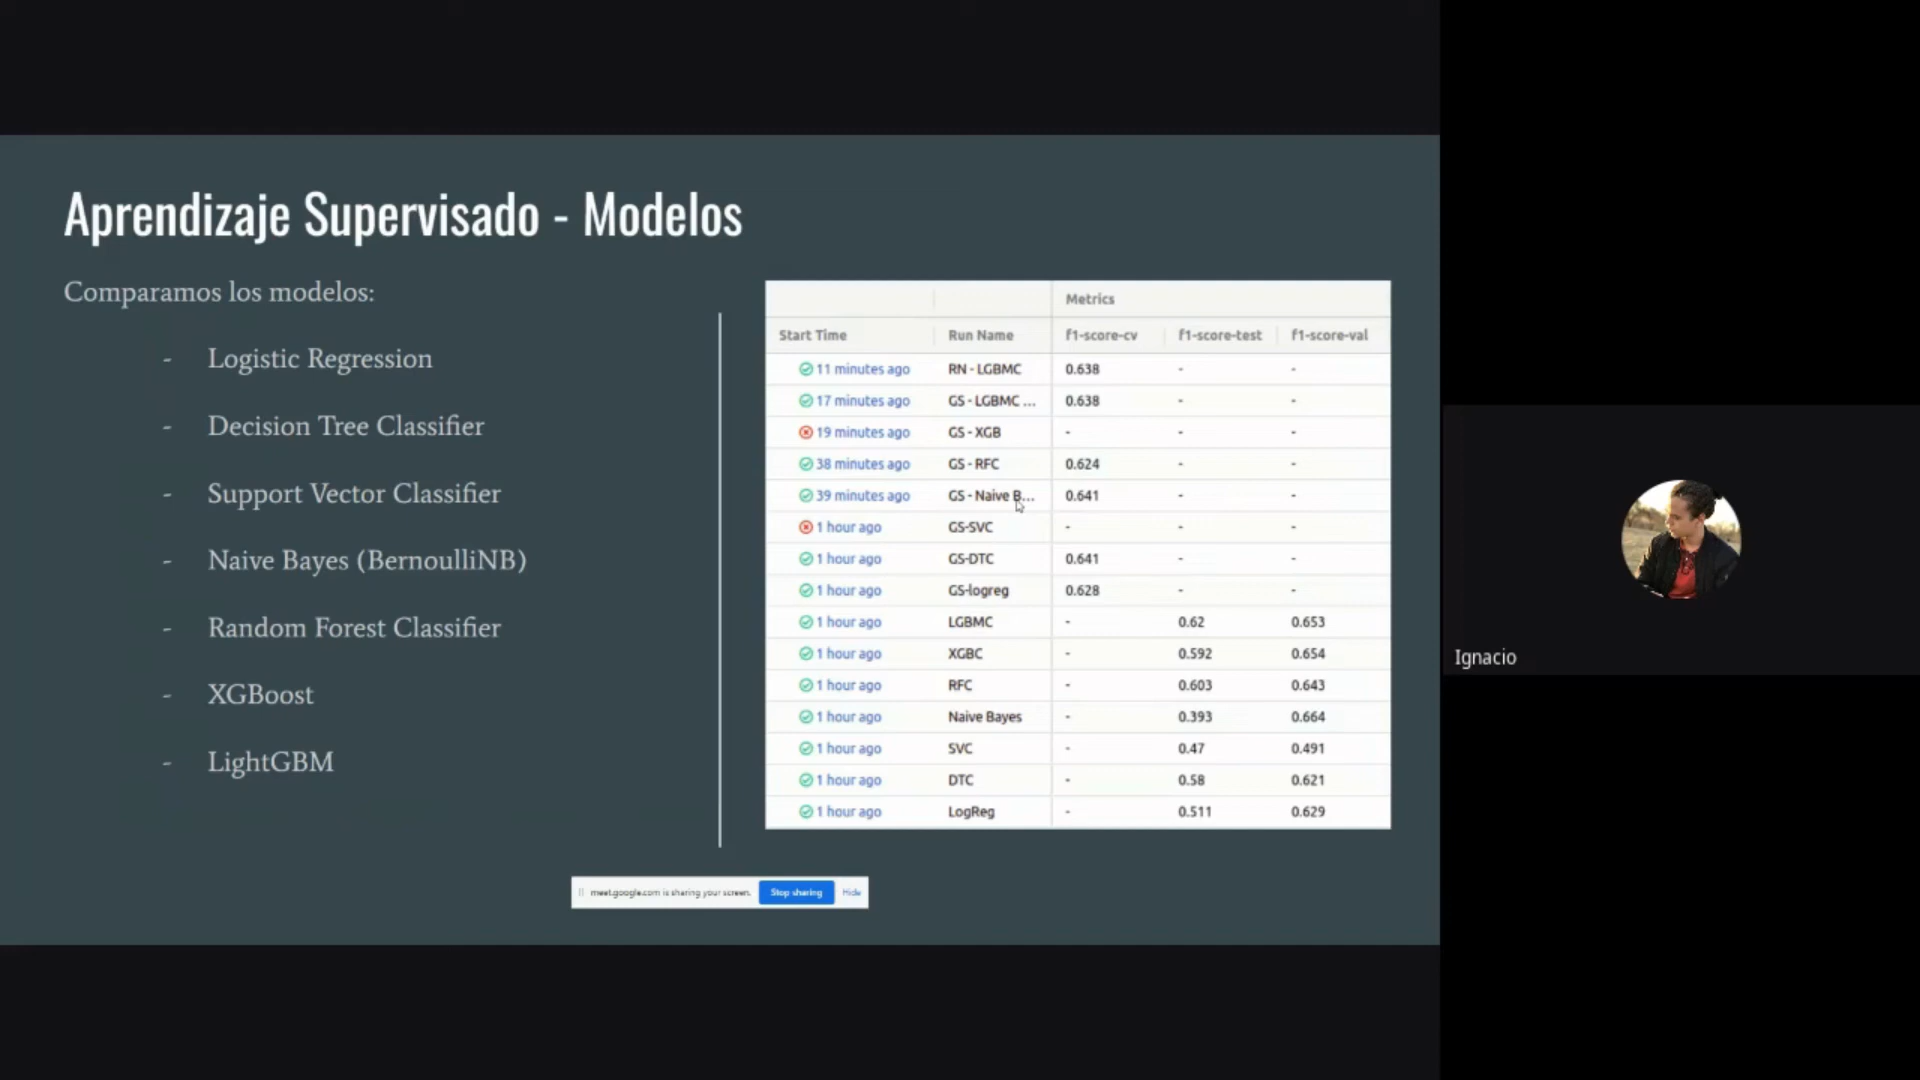 Aprendizaje Supervisado - Modelos
Comparamos los modelos:
- Logistic Regression
- Decision Tree Classifier
- Support Vector Classifier
- Naive Bayes (BernoulliNB)
- Random Forest Classifier
- XGBoost
- LightGBM
Metrics
Start Time Run Name f1-score-cv f1-score-test f1-score-val
11 minutes ago RN - LGBMC 0.638 - -
17 minutes ago GS - LGBMC ... 0.638 - -
19 minutes ago GS - XGB - - -
38 minutes ago GS - RFC 0.624 - -
39 minutes ago GS - Naive B... 0.641 - -
1 hour ago GS-SVC - - -
1 hour ago GS-DTC 0.641 - -
1 hour ago GS-logreg 0.628 - -
1 hour ago LGBMC - 0.62 0.653
1 hour ago XGBC - 0.592 0.654
1 hour ago RFC - 0.603 0.643
1 hour ago Naive Bayes - 0.393 0.664
1 hour ago SVC - 0.47 0.491
1 hour ago DTC - 0.58 0.621
1 hour ago LogReg - 0.511 0.629
meet.google.com is sharing your screen. Stop sharing Hide
Ignacio